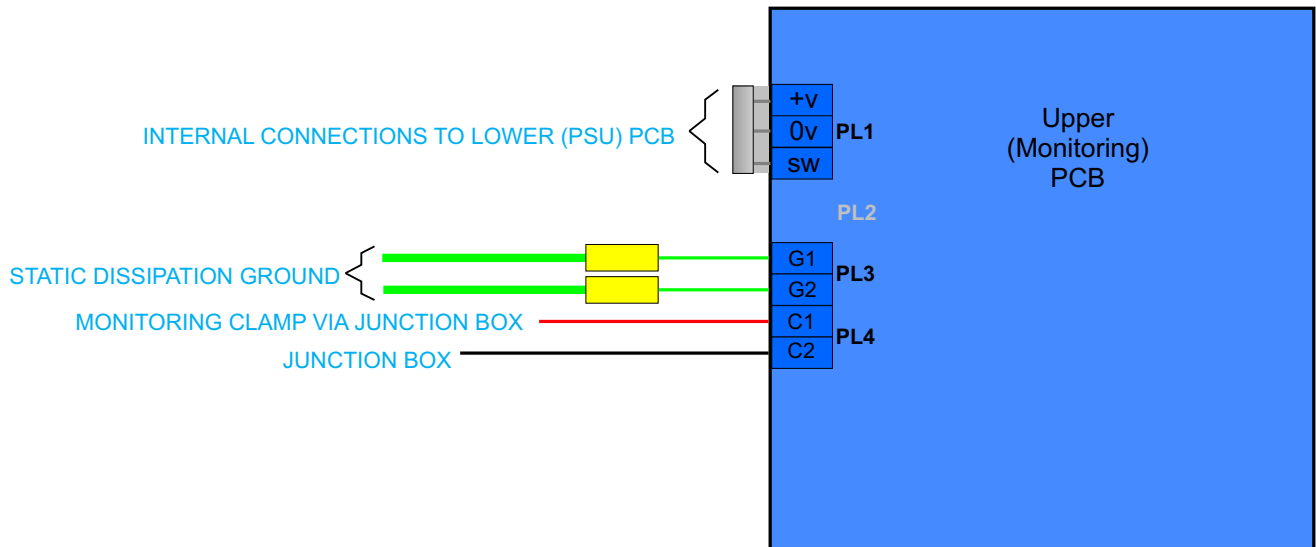 INTERNAL CONNECTIONS TO LOWER (PSU) PCB
+v
0v
sw
PL1
Upper
(Monitoring)
PCB
PL2
STATIC DISSIPATION GROUND
G1
G2
PL3
MONITORING CLAMP VIA JUNCTION BOX
C1
JUNCTION BOX
C2
PL4